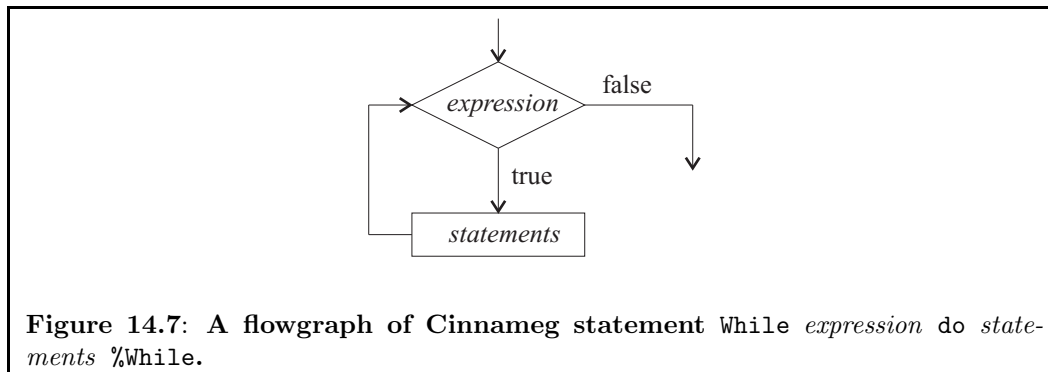 false
expression
true
statements
Figure 14.7: A flowgraph of Cinnameg statement While expression do state-
ments %While.